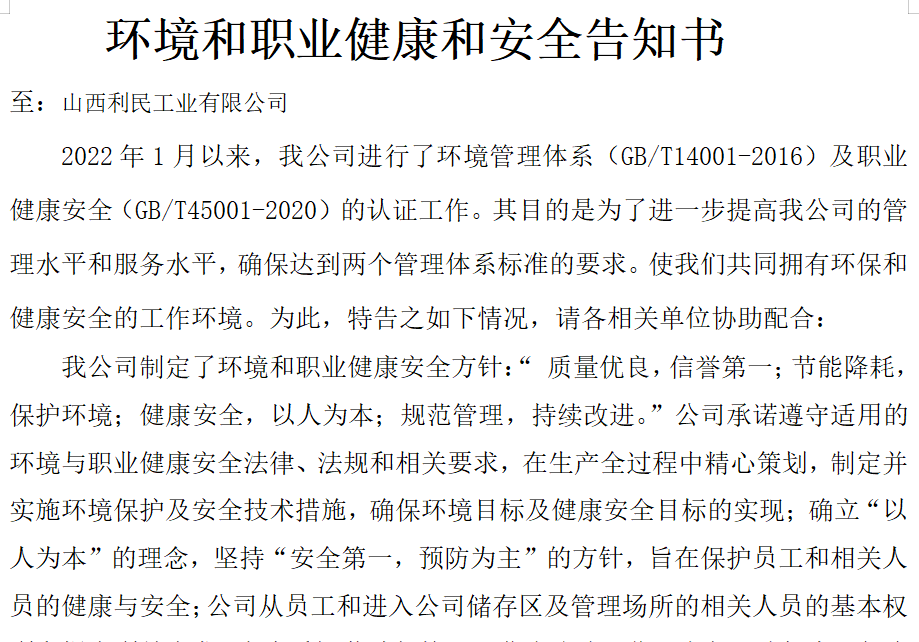 环境和职业健康和安全告知书
至：山西利民工业有限公司
2022 年 1 月以来，我公司进行了环境管理体系（GB/T14001-2016）及职业
健康安全（GB/T45001-2020）的认证工作。其目的是为了进一步提高我公司的管
理水平和服务水平，确保达到两个管理体系标准的要求。使我们共同拥有环保和
健康安全的工作环境。为此，特告之如下情况，请各相关单位协助配合：
我公司制定了环境和职业健康安全方针：“ 质量优良，信誉第一；节能降耗，
保护环境；健康安全，以人为本；规范管理，持续改进。”公司承诺遵守适用的
环境与职业健康安全法律、法规和相关要求，在生产全过程中精心策划，制定并
实施环境保护及安全技术措施，确保环境目标及健康安全目标的实现；确立“以
人为本”的理念，坚持“安全第一，预防为主”的方针，旨在保护员工和相关人
员的健康与安全；公司从员工和进入公司储存区及管理场所的相关人员的基本权